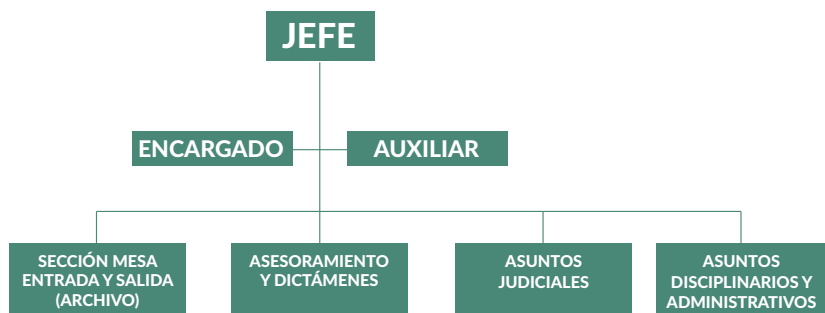 JEFE
ENCARGADO
AUXILIAR
SECCIÓN MESA
ENTRADA Y SALIDA
(ARCHIVO)
ASESORAMIENTO
Y DICTÁMENES
ASUNTOS
JUDICIALES
ASUNTOS
DISCIPLINARIOS Y
ADMINISTRATIVOS